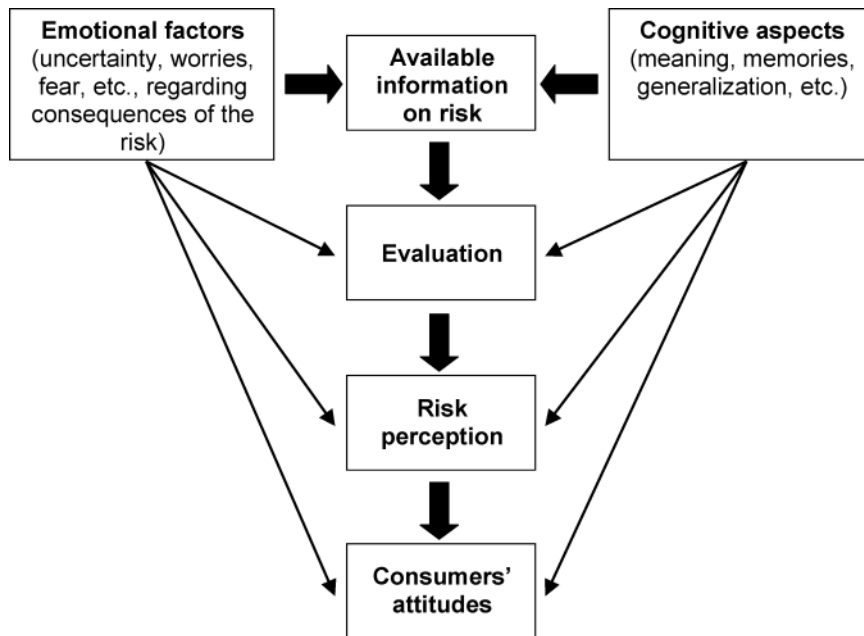 Emotional factors
(uncertainty, worries,
fear, etc., regarding
consequences of the
risk)
Available
information
on risk
Cognitive aspects
(meaning, memories,
generalization, etc.)
Evaluation
Risk
perception
Consumers’
attitudes